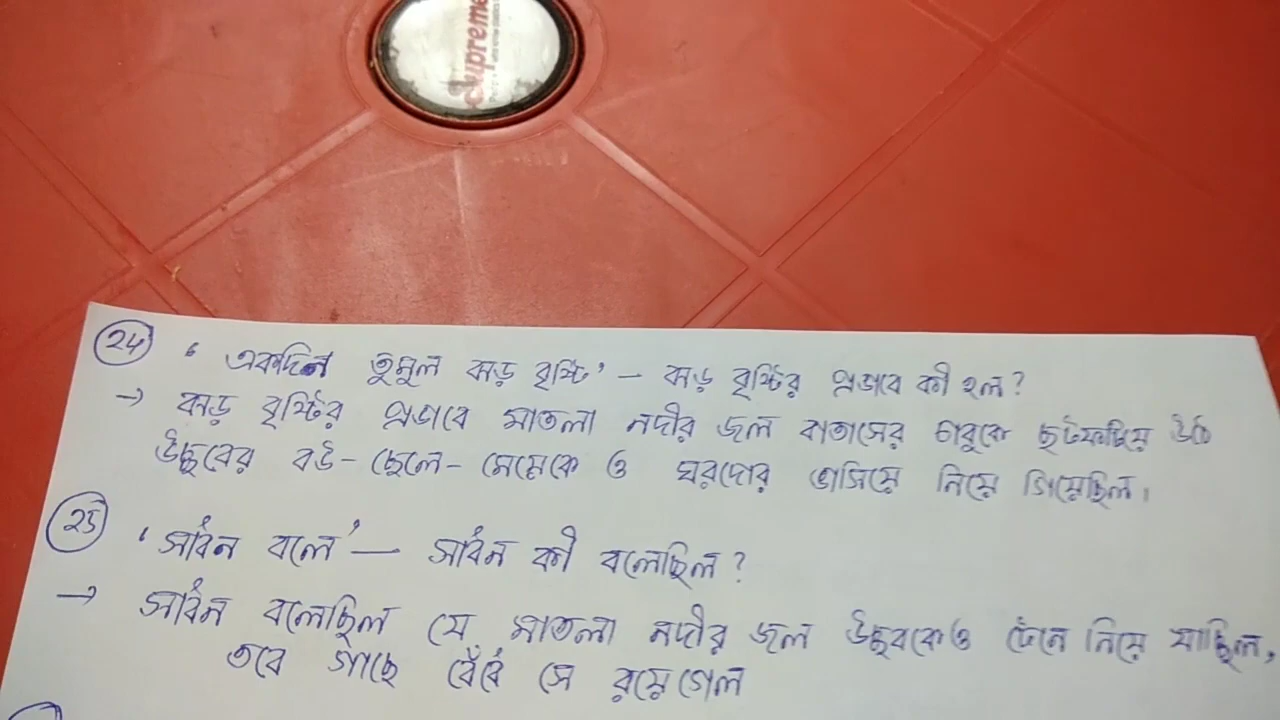 Supreme
২৪ ‘একদিন তুমুল ঝড় বৃষ্টি’ – ঝড় বৃষ্টির প্রভাবে কী হল?
→ ঝড় বৃষ্টির প্রভাবে মাতলা নদীর জল বাতাসের চাবুকে ছটফটিয়ে উঠে
উচ্ছবের বউ-ছেলে-মেয়েকে ও ঘরদোর ভাসিয়ে নিয়ে গিয়েছিল।
২৫ ‘সাধন বলে’ – সাধন কী বলেছিল?
→ সাধন বলেছিল যে মাতলা নদীর জল উচ্ছবকেও টেনে নিয়ে যাচ্ছিল,
তবে গাছে বেঁধে সে রয়ে গেল